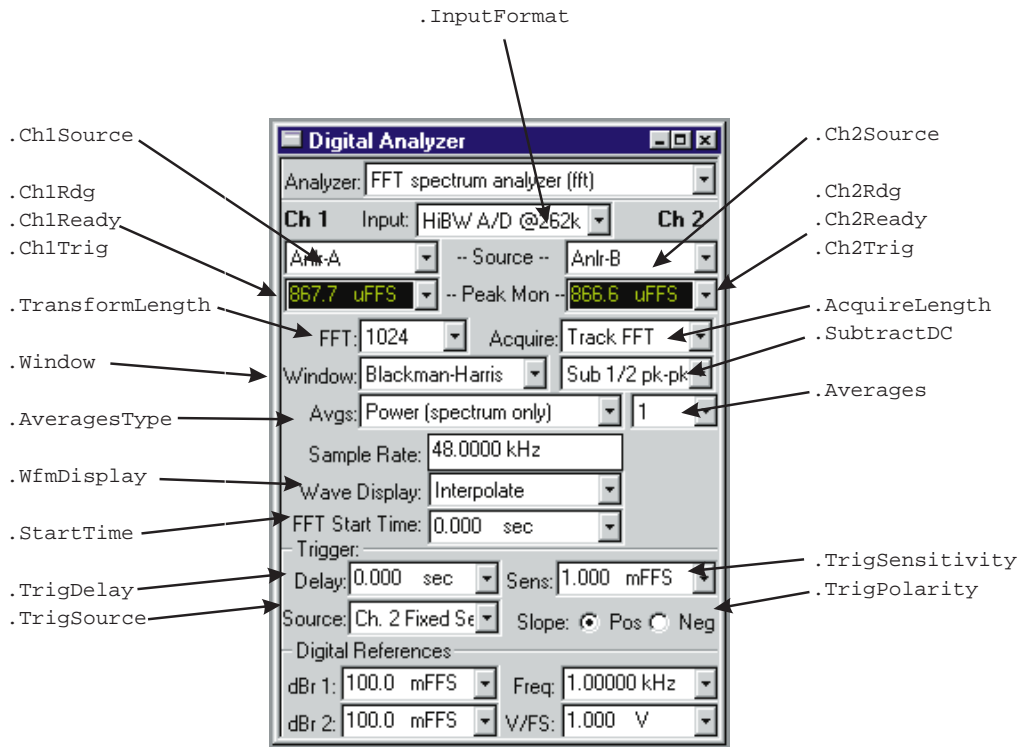 .InputFormat
.Ch1Source
.Ch1Rdg
.Ch1Ready
.Ch1Trig
.TransformLength
.Window
.AveragesType
.WfmDisplay
.StartTime
.TrigDelay
.TrigSource
Digital Analyzer
Analyzer: FFT spectrum analyzer (fft)
Ch 1 Input: HiBW A/D @262k Ch 2
Anlr-A -- Source -- Anlr-B
867.7 uFFS -- Peak Mon -- 866.6 uFFS
FFT: 1024 Acquire: Track FFT
Window: Blackman-Harris Sub 1/2 pk-pk
Avgs: Power (spectrum only) 1
Sample Rate: 48.0000 kHz
Wave Display: Interpolate
FFT Start Time: 0.000 sec
Trigger:
Delay: 0.000 sec Sens: 1.000 mFFS
Source: Ch. 2 Fixed Se Slope: Pos Neg
Digital References
dBr 1: 100.0 mFFS Freq: 1.00000 kHz
dBr 2: 100.0 mFFS V/FS: 1.000 V
.Ch2Source
.Ch2Rdg
.Ch2Ready
.Ch2Trig
.AcquireLength
.SubtractDC
.Averages
.TrigSensitivity
.TrigPolarity